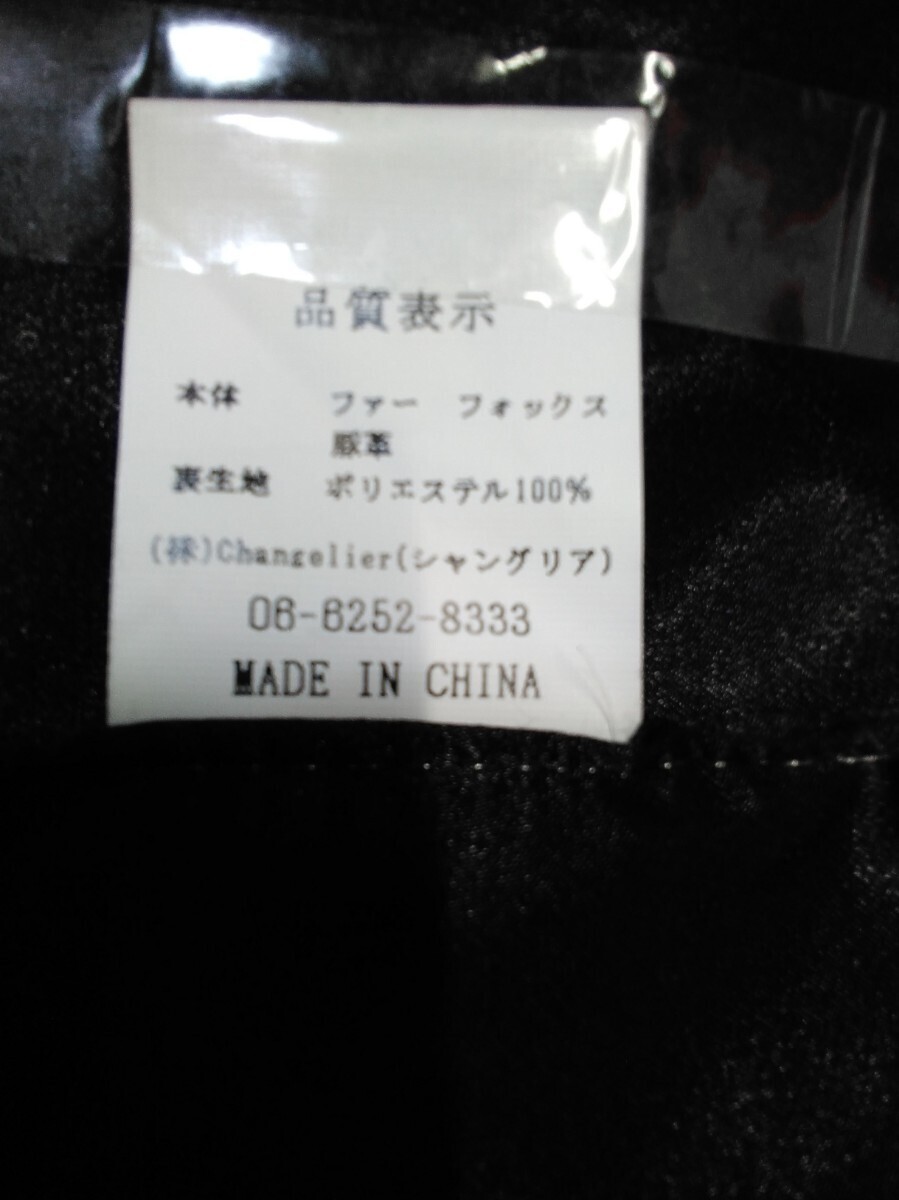 品質表示
本体 ファー フォックス
豚革
裏生地 ポリエステル100%
(株)Changelier(シャングリア)
06-6252-8333
MADE IN CHINA